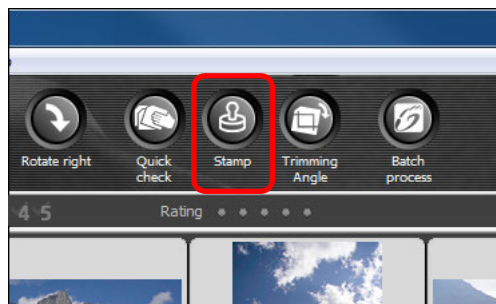 Rotate right
Quick
check
Stamp
Trimming
Angle
Batch
process
4 5
Rating